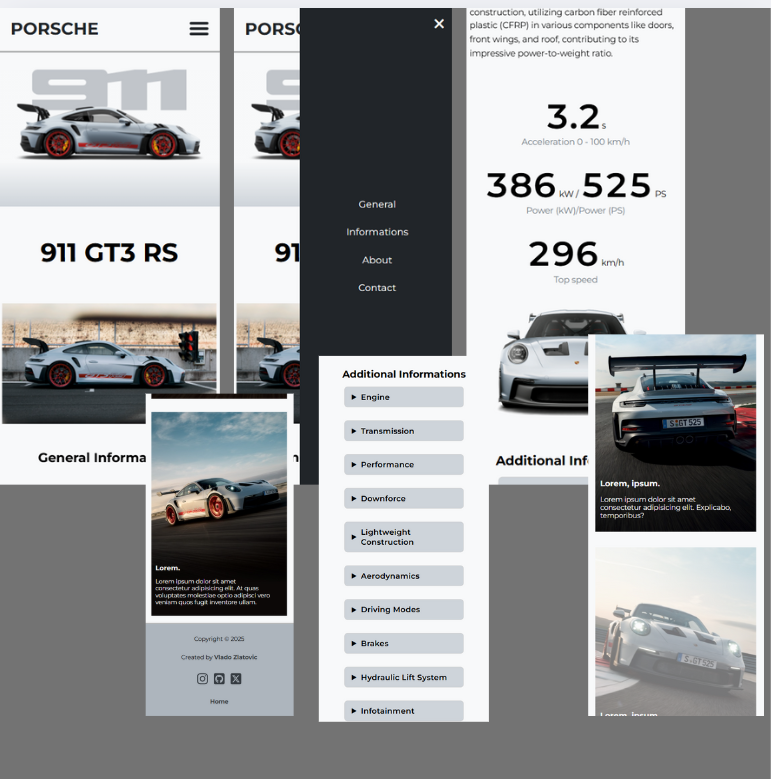 PORSCHE
911
911 GT3 RS
General Informa
PORSC
9
91
n
General
Informations
About
Contact
construction, utilizing carbon fiber reinforced
plastic (CFRP) in various components like doors,
front wings, and roof, contributing to its
impressive power-to-weight ratio.
3.2 s
Acceleration 0 - 100 km/h
386 kW / 525 PS
Power (kW)/Power (PS)
296 km/h
Top speed
Additional Inf
Lorem.
Lorem ipsum dolor sit amet
consectetur adipisicing elit. At quas
voluptates molestiae optio adipisci vero
veniam quos fugit inventore ullam.
Copyright © 2025
Created by Vlado Zlatovic
Home
Additional Informations
Engine
Transmission
Performance
Downforce
Lightweight
Construction
Aerodynamics
Driving Modes
Brakes
Hydraulic Lift System
Infotainment
S GT 525
Lorem, ipsum.
Lorem ipsum dolor sit amet
consectetur adipisicing elit. Explicabo,
temporibus?
S GT 525
Lorem, ipsum